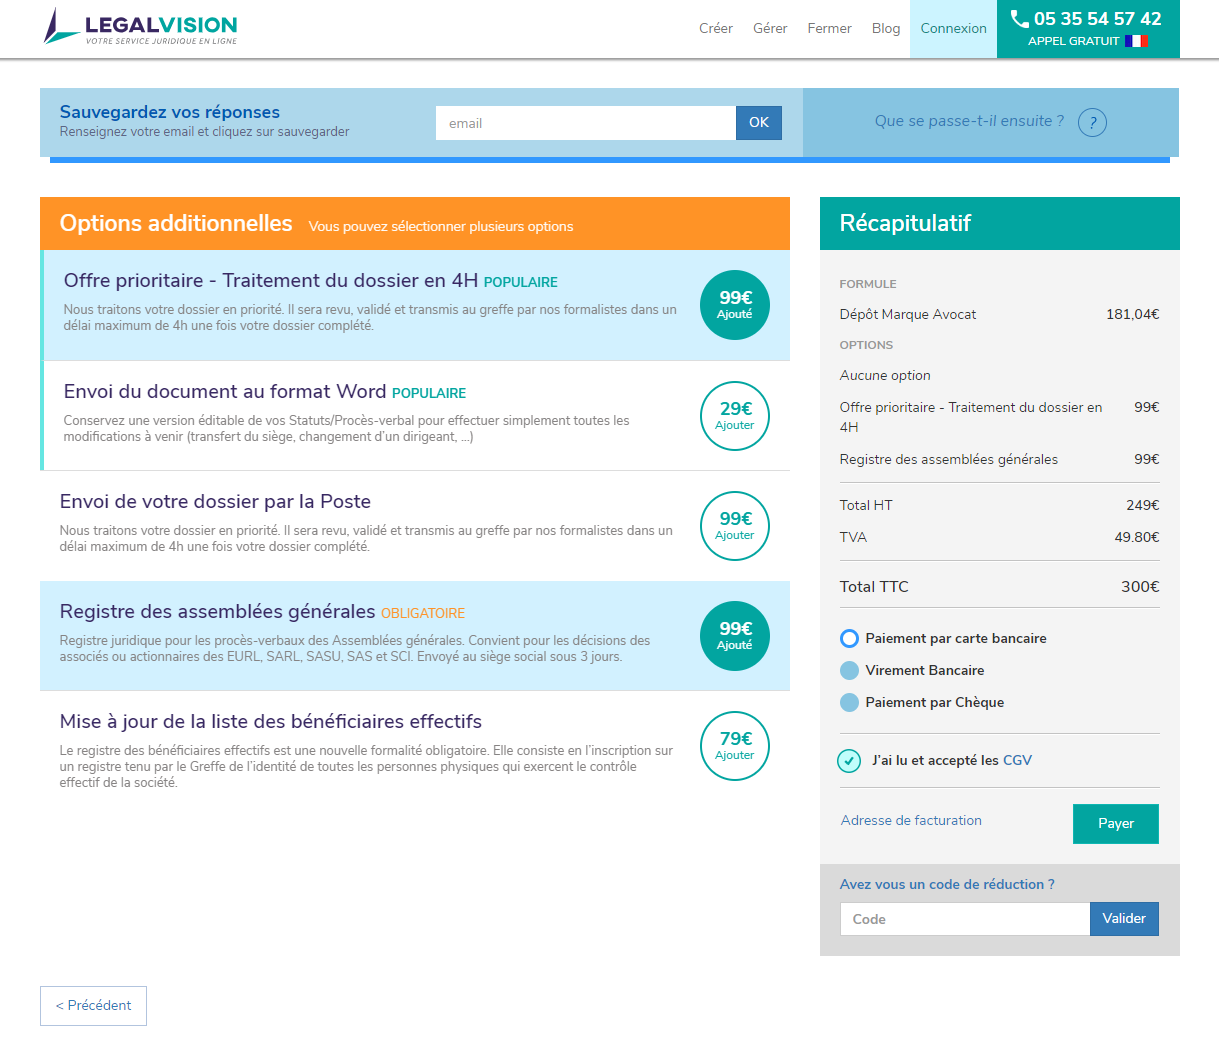 LEGALVISION
VOTRE SERVICE JURIDIQUE EN LIGNE
Créer
Gérer
Fermer
Blog
Connexion
05 35 54 57 42
APPEL GRATUIT
Sauvegardez vos réponses
Renseignez votre email et cliquez sur sauvegarder
email
OK
Que se passe-t-il ensuite ?
?
Options additionnelles Vous pouvez sélectionner plusieurs options
Offre prioritaire - Traitement du dossier en 4H POPULAIRE
Nous traitons votre dossier en priorité. Il sera revu, validé et transmis au greffe par nos formalistes dans un
délai maximum de 4h une fois votre dossier complété.
99€
Ajouté
Envoi du document au format Word POPULAIRE
Conservez une version éditable de vos Statuts/Procès-verbal pour effectuer simplement toutes les
modifications à venir (transfert du siège, changement d'un dirigeant, ...)
29€
Ajouter
Envoi de votre dossier par la Poste
Nous traitons votre dossier en priorité. Il sera revu, validé et transmis au greffe par nos formalistes dans un
délai maximum de 4h une fois votre dossier complété.
99€
Ajouter
Registre des assemblées générales OBLIGATOIRE
Registre juridique pour les procès-verbaux des Assemblées générales. Convient pour les décisions des
associés ou actionnaires des EURL, SARL, SASU, SAS et SCI. Envoyé au siège social sous 3 jours.
99€
Ajouté
Mise à jour de la liste des bénéficiaires effectifs
Le registre des bénéficiaires effectifs est une nouvelle formalité obligatoire. Elle consiste en l'inscription sur
un registre tenu par le Greffe de l'identité de toutes les personnes physiques qui exercent le contrôle
effectif de la société.
79€
Ajouter
Récapitulatif
FORMULE
Dépôt Marque Avocat 181,04€
OPTIONS
Aucune option
Offre prioritaire - Traitement du dossier en 99€
4H
Registre des assemblées générales 99€
Total HT 249€
TVA 49.80€
Total TTC 300€
Paiement par carte bancaire
Virement Bancaire
Paiement par Chèque
J'ai lu et accepté les CGV
Adresse de facturation
Payer
Avez vous un code de réduction ?
Code
Valider
< Précédent